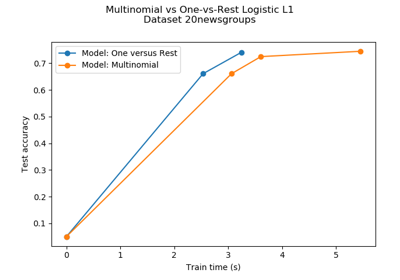 Multinomial vs One-vs-Rest Logistic L1
Dataset 20newsgroups
Model: One versus Rest
Model: Multinomial
Test accuracy
0.7
0.6
0.5
0.4
0.3
0.2
0.1
0 1 2 3 4 5
Train time (s)